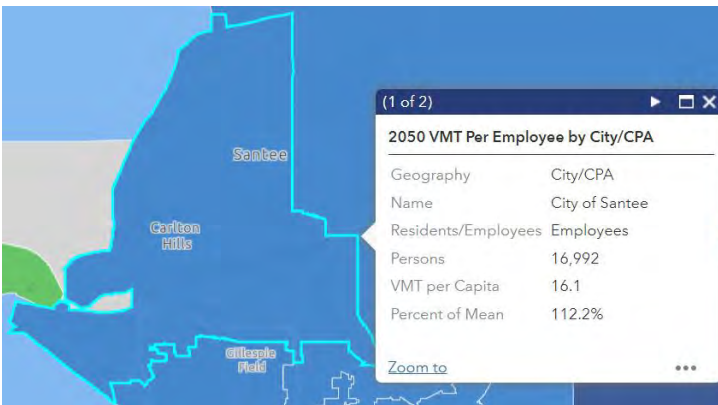 (1 of 2)
2050 VMT Per Employee by City/CPA
Geography City/CPA
Name City of Santee
Residents/Employees Employees
Persons 16,992
VMT per Capita 16.1
Percent of Mean 112.2%
Zoom to
Santee
Carlton
Hills
Gillespie
Field